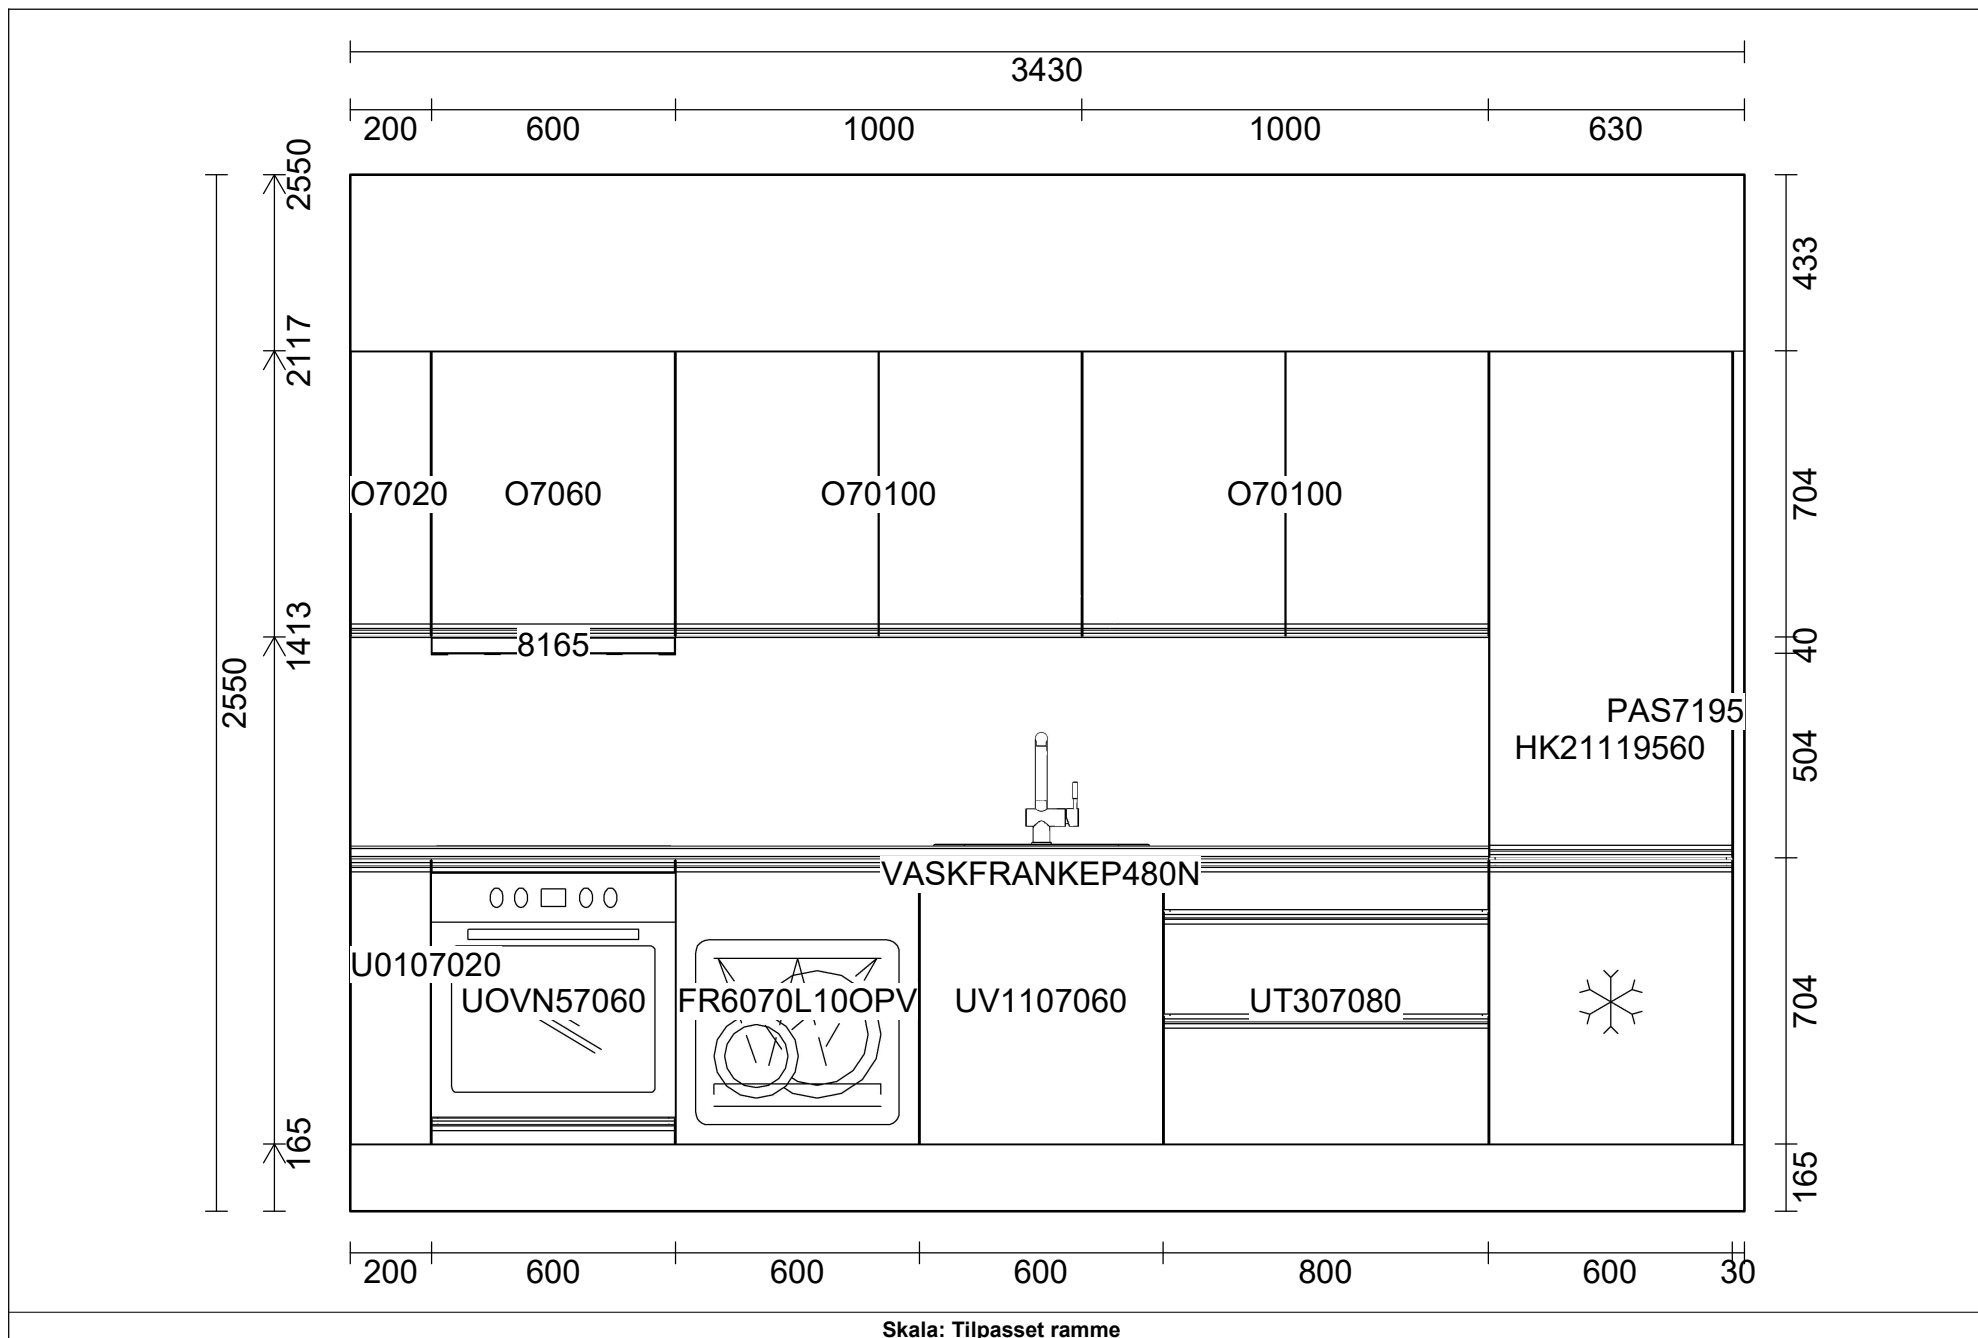 3430
200 600 1000 1000 630
2550
433
2117
O7020 O7060 O70100 O70100
704
1413
8165
40
2550
PAS7195
HK21119560
504
VASKFRANKEP480N
U0107020
UOVN57060 FR6070L10OPV UV1107060 UT307080
704
165
165
200 600 600 600 800 600 30
Skala: Tilpasset ramme